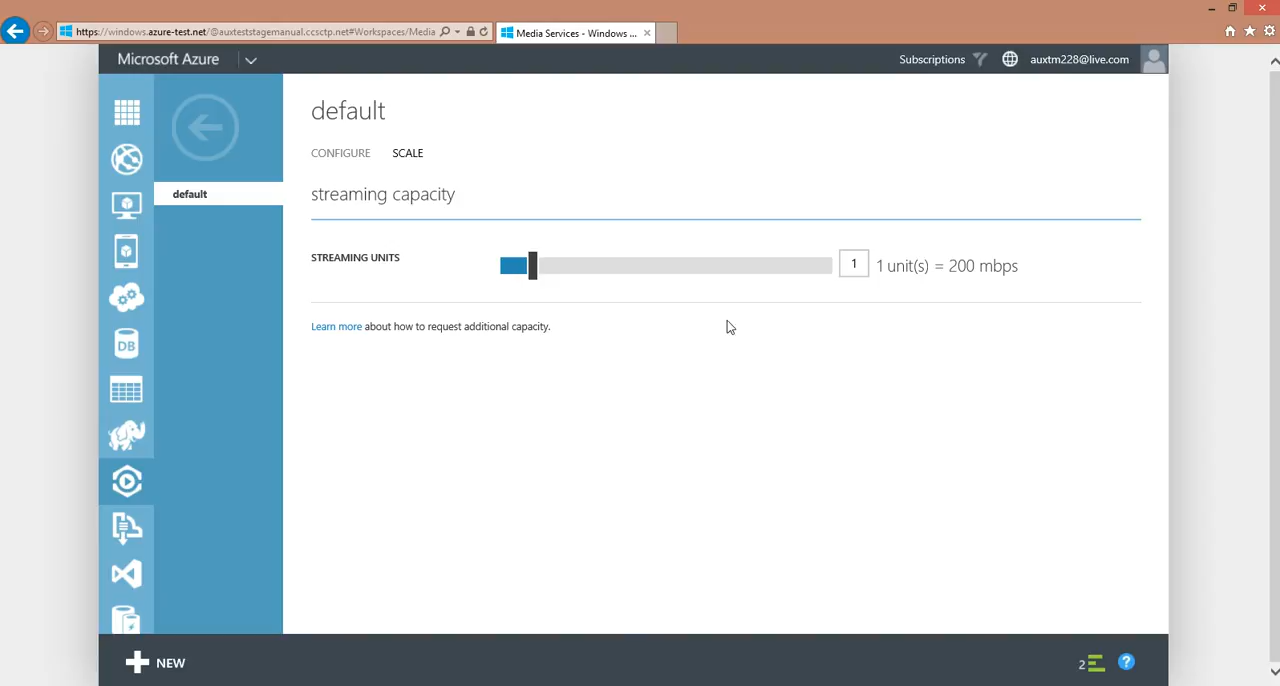 https://windows.azure-test.net/@auxteststagemanual.ccsctp.net#Workspaces/Media
Media Services - Windows ...
Microsoft Azure
Subscriptions
auxtm228@live.com
default
CONFIGURE
SCALE
default
streaming capacity
STREAMING UNITS
1
1 unit(s) = 200 mbps
DB
Learn more about how to request additional capacity.
NEW
2
?